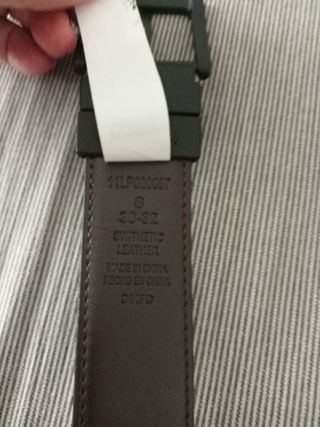 11LP020067
S
30-32
SYNTHETIC
LEATHER
MADE IN CHINA
HECHO EN CHINA